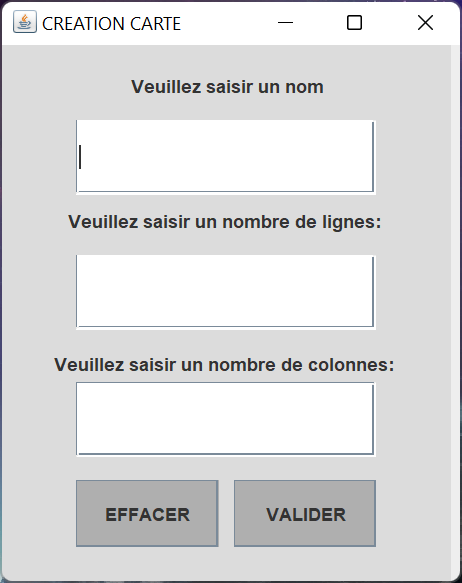 CREATION CARTE
Veuillez saisir un nom
Veuillez saisir un nombre de lignes:
Veuillez saisir un nombre de colonnes:
EFFACER
VALIDER